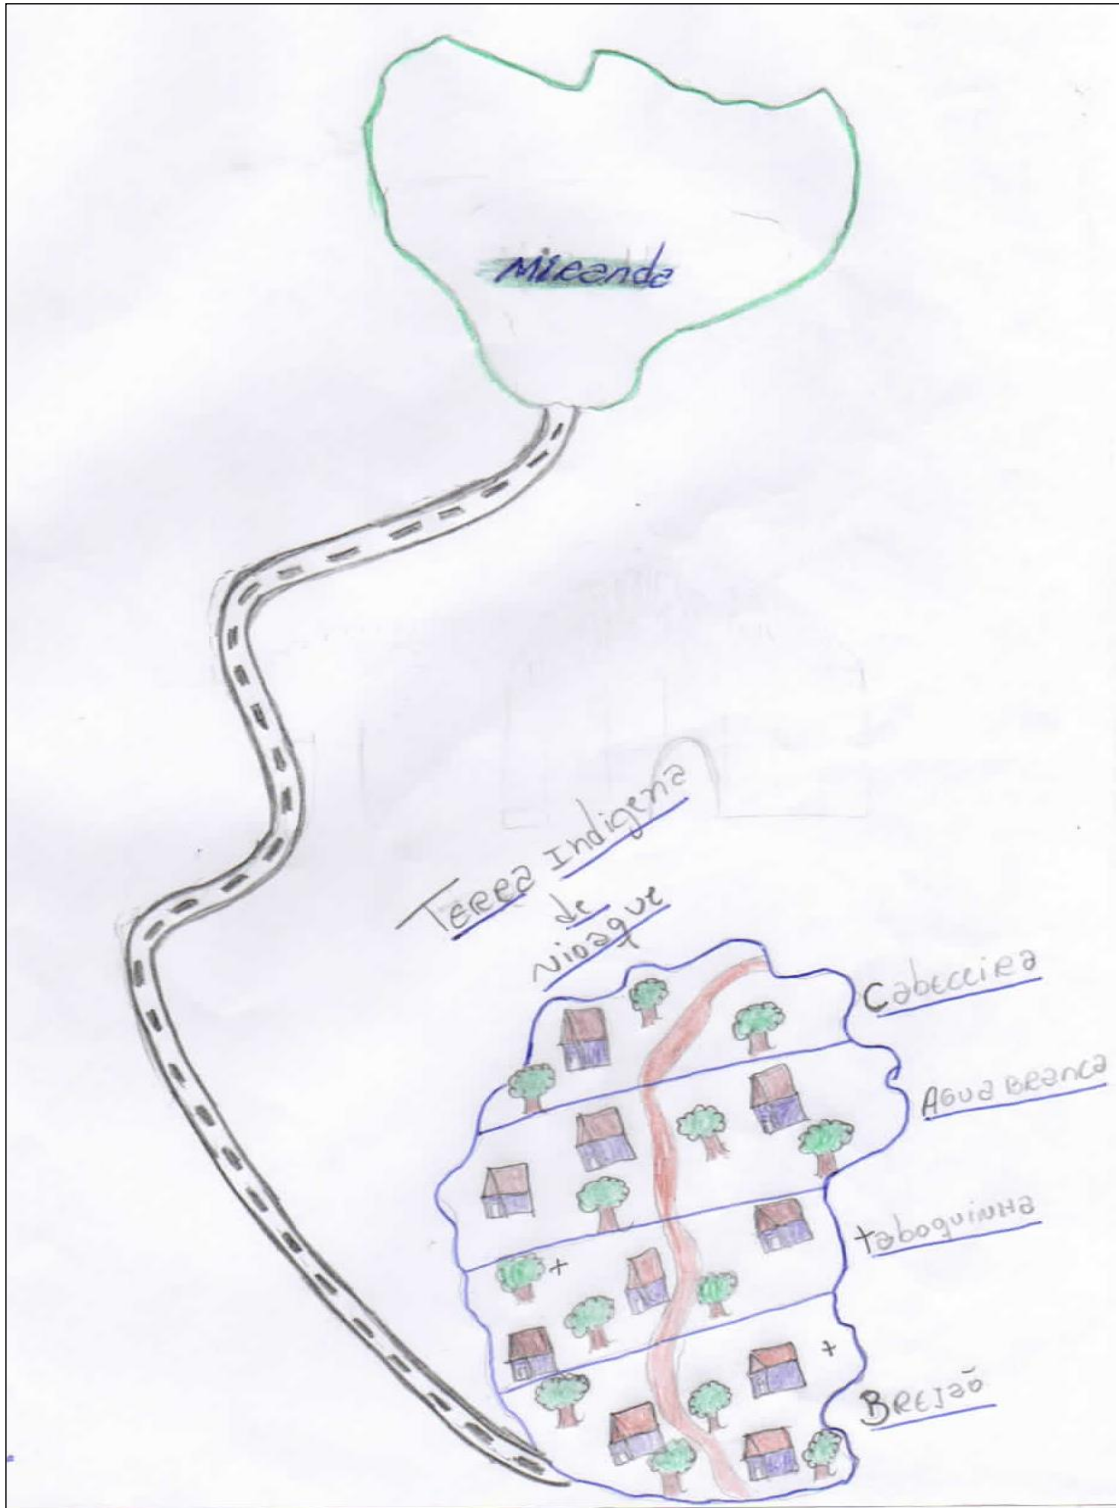 Miranda
Terra Indigena
de
Nioaque
Cabeceira
Agua Branca
taboquinha
Brejão